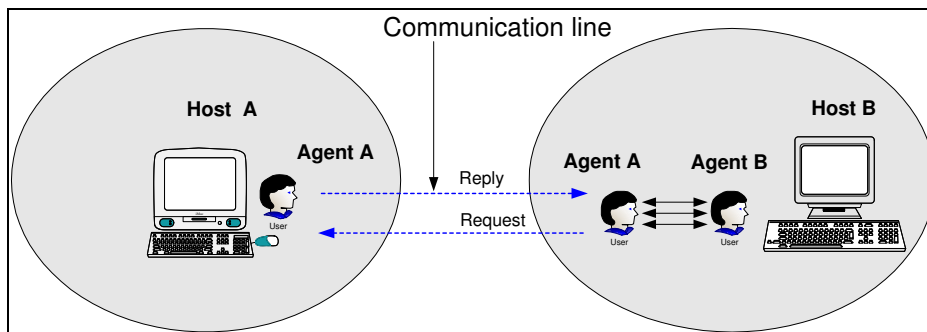 Communication line
Host A
Host B
Agent A
Agent A
Agent B
Reply
Request
User
User
User